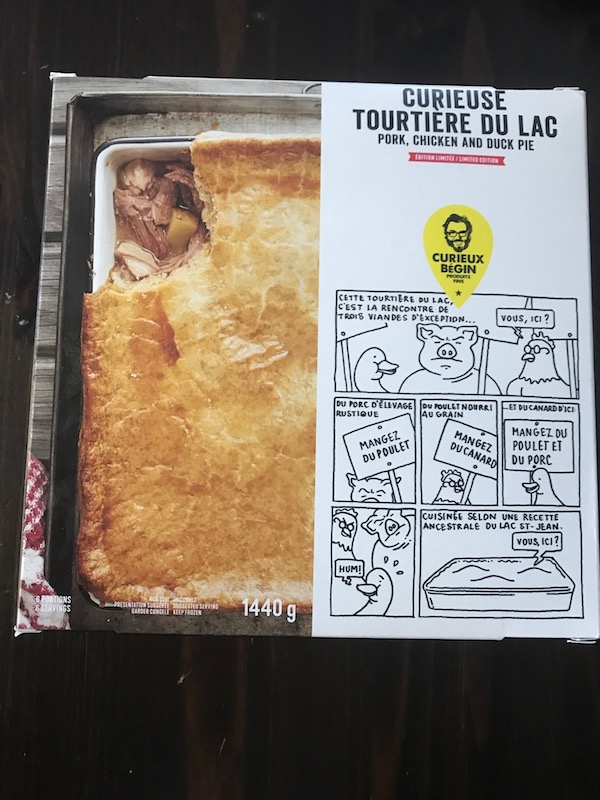 CURIEUSE
TOURTIÈRE DU LAC
PORK, CHICKEN AND DUCK PIE
ÉDITION LIMITÉE / LIMITED EDITION
CURIEUX
BÉGIN
PRODUITS
FINS
CETTE TOURTIÈRE DU LAC,
C'EST LA RENCONTRE DE
TROIS VIANDES D'EXCEPTION...
VOUS, ICI?
DU PORC D'ÉLEVAGE
RUSTIQUE
MANGEZ
DU POULET
DU POULET NOURRI
AU GRAIN
MANGEZ
DU CANARD
...ET DU CANARD D'ICI!
MANGEZ DU
POULET ET
DU PORC
HUM!
CUISINÉE SELON UNE RECETTE
ANCESTRALE DU LAC ST-JEAN.
VOUS, ICI?
6 PORTIONS
6 SERVINGS
NON CUIT UNCOOKED
PRÉSENTATION SUGGÉRÉE SUGGESTED SERVING
GARDER CONGELÉ KEEP FROZEN
1440 g